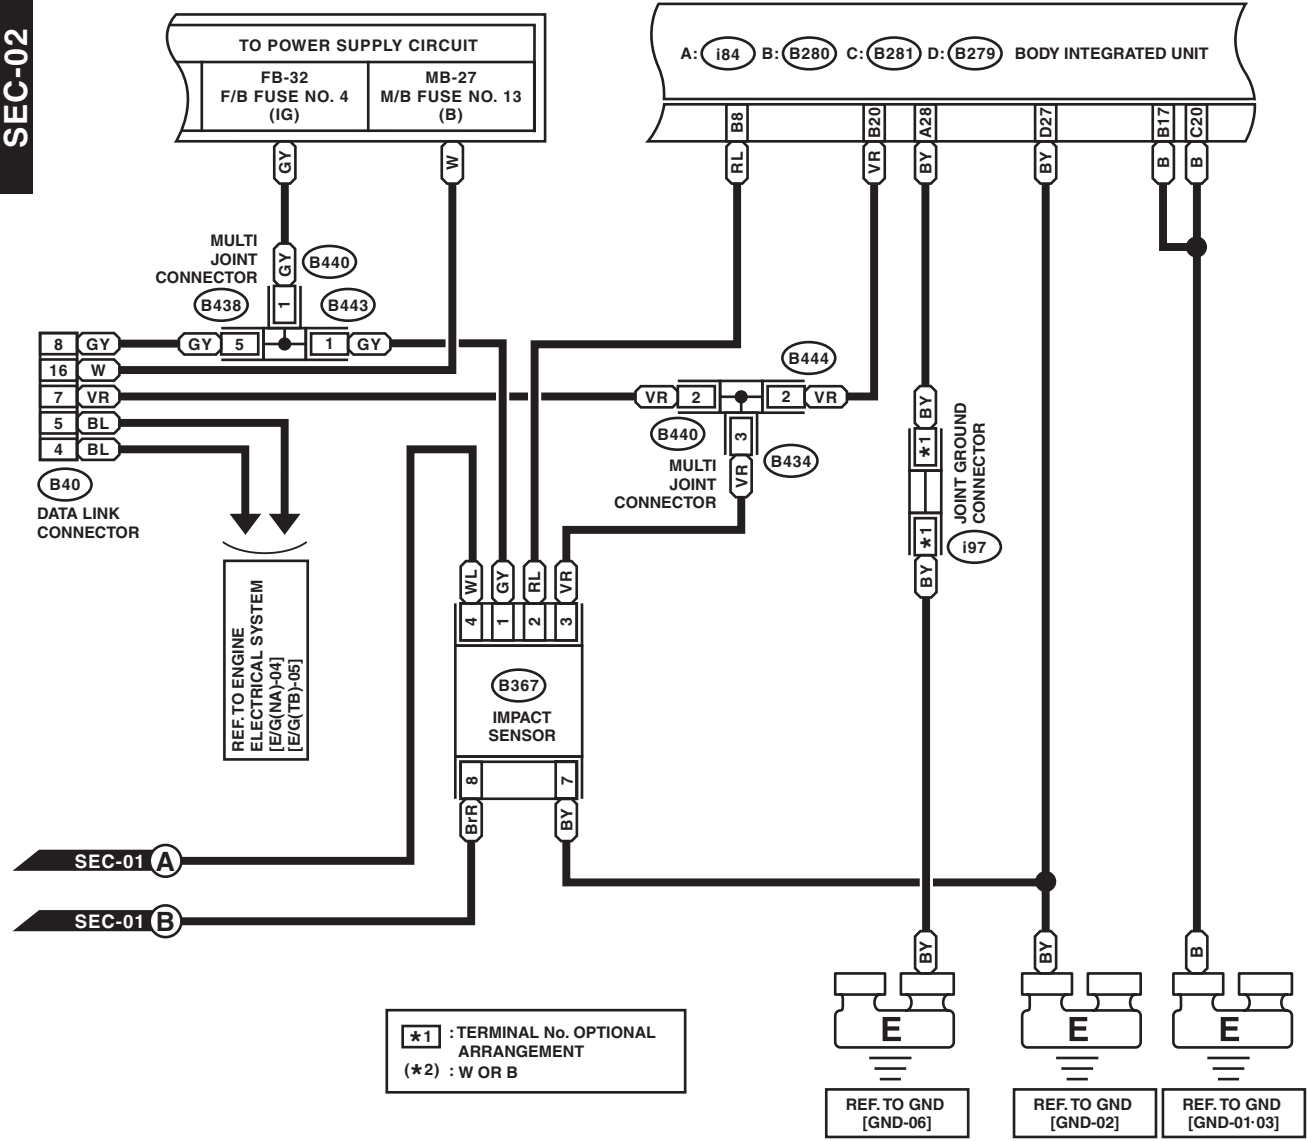 SEC-02
TO POWER SUPPLY CIRCUIT
FB-32
F/B FUSE NO. 4
(IG)
MB-27
M/B FUSE NO. 13
(B)
A: i84 B: B280 C: B281 D: B279 BODY INTEGRATED UNIT
B8
B20
A28
D27
B17
C20
GY
W
RL
VR
BY
BY
B
B
MULTI
JOINT
CONNECTOR
GY
B440
B438
1
B443
8 GY
GY 5
1 GY
16 W
7 VR
5 BL
4 BL
B40
DATA LINK
CONNECTOR
B444
VR 2
2 VR
B440
3
B434
VR
MULTI
JOINT
CONNECTOR
BY
*1
JOINT GROUND
CONNECTOR
*1
i97
BY
REF. TO ENGINE
ELECTRICAL SYSTEM
[E/G(NA)-04]
[E/G(TB)-05]
WL
GY
RL
VR
4
1
2
3
B367
IMPACT
SENSOR
8
7
BrR
BY
SEC-01 A
SEC-01 B
BY
BY
B
E
E
E
*1 : TERMINAL No. OPTIONAL
ARRANGEMENT
(*2) : W OR B
REF. TO GND
[GND-06]
REF. TO GND
[GND-02]
REF. TO GND
[GND-01·03]